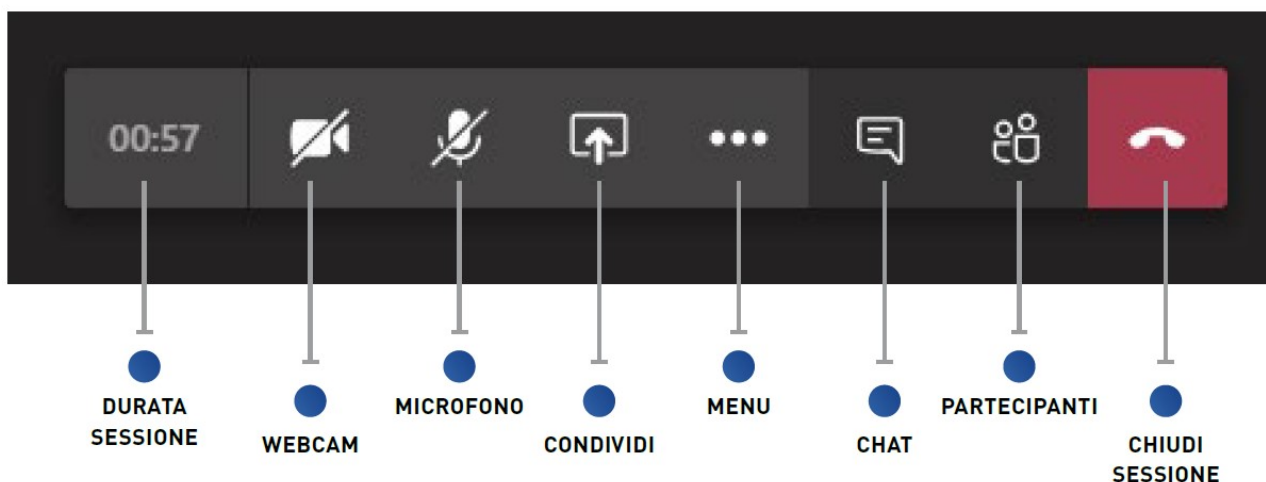 00:57
DURATA
SESSIONE
WEBCAM
MICROFONO
CONDIVIDI
MENU
CHAT
PARTECIPANTI
CHIUDI
SESSIONE